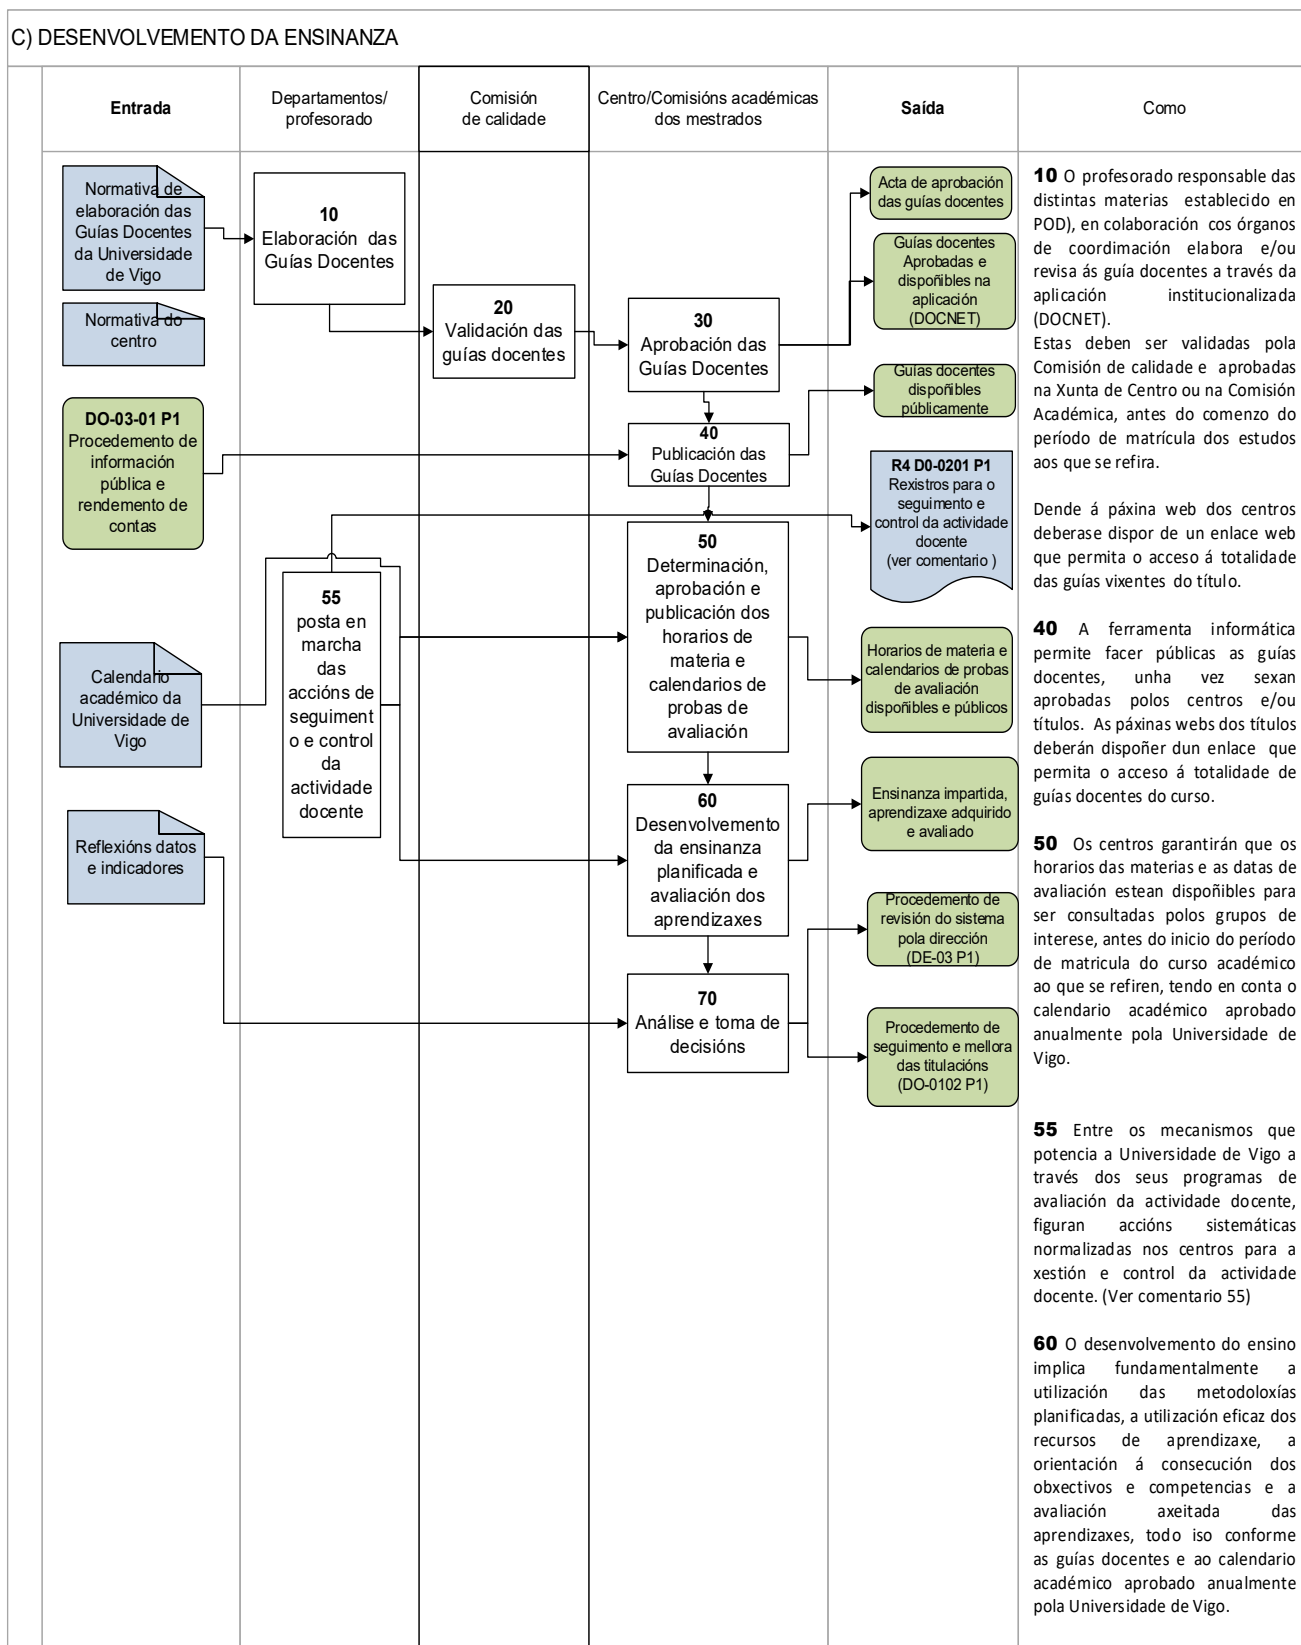 C) DESENVOLVEMENTO DA ENSINANZA
Entrada
Departamentos/
profesorado
Comisión
de calidade
Centro/Comisións académicas
dos mestrados
Saída
Como
Normativa de
elaboración das
Guías Docentes
da Universidade
de Vigo
Normativa do
centro
DO-03-01 P1
Procedemento de
información
pública e
rendemento de
contas
Calendario
académico da
Universidade de
Vigo
Reflexións datos
e indicadores
10
Elaboración das
Guías Docentes
55
posta en
marcha
das
accións de
seguiment
o e control
da
actividade
docente
20
Validación das
guías docentes
30
Aprobación das
Guías Docentes
40
Publicación das
Guías Docentes
50
Determinación,
aprobación e
publicación dos
horarios de
materia e
calendarios de
probas de
avaliación
60
Desenvolvemento
da ensinanza
planificada e
avaliación dos
aprendizaxes
70
Análise e toma de
decisións
Acta de aprobación
das guías docentes
Guías docentes
Aprobadas e
dispoñibles na
aplicación
(DOCNET)
Guías docentes
dispoñibles
públicamente
R4 D0-0201 P1
Rexistros para o
seguimento e
control da actividade
docente
(ver comentario )
Horarios de materia e
calendarios de probas
de avaliación
dispoñibles e públicos
Ensinanza impartida,
aprendizaxe adquirido
e avaliado
Procedemento de
revisión do sistema
pola dirección
(DE-03 P1)
Procedemento de
seguimento e mellora
das titulacións
(DO-0102 P1)
10 O profesorado responsable das
distintas materias establecido en
POD), en colaboración cos órganos
de coordimación elabora e/ou
revisa ás guía docentes a través da
aplicación institucionalizada
(DOCNET).
Estas deben ser validadas pola
Comisión de calidade e aprobadas
na Xunta de Centro ou na Comisión
Académica, antes do comenzo do
período de matrícula dos estudos
aos que se refira.
Dende á páxina web dos centros
deberase dispor de un enlace web
que permita o acceso á totalidade
das guías vixentes do título.
40 A ferramenta informática
permite facer públicas as guías
docentes, unha vez sexan
aprobadas polos centros e/ou
títulos. As páxinas webs dos títulos
deberán dispoñer dun enlace que
permita o acceso á totalidade de
guías docentes do curso.
50 Os centros garantirán que os
horarios das materias e as datas de
avaliación estean dispoñibles para
ser consultadas polos grupos de
interese, antes do inicio do período
de matricula do curso académico
ao que se refiren, tendo en conta o
calendario académico aprobado
anualmente pola Universidade de
Vigo.
55 Entre os mecanismos que
potencia a Universidade de Vigo a
través dos seus programas de
avaliación da actividade docente,
figuran accións sistemáticas
normalizadas nos centros para a
xestión e control da actividade
docente. (Ver comentario 55)
60 O desenvolvemento do ensino
implica fundamentalmente a
utilización das metodoloxías
planificadas, a utilización eficaz dos
recursos de aprendizaxe, a
orientación á consecución dos
obxectivos e competencias e a
avaliación axeitada das
aprendizaxes, todo iso conforme
as guías docentes e ao calendario
académico aprobado anualmente
pola Universidade de Vigo.